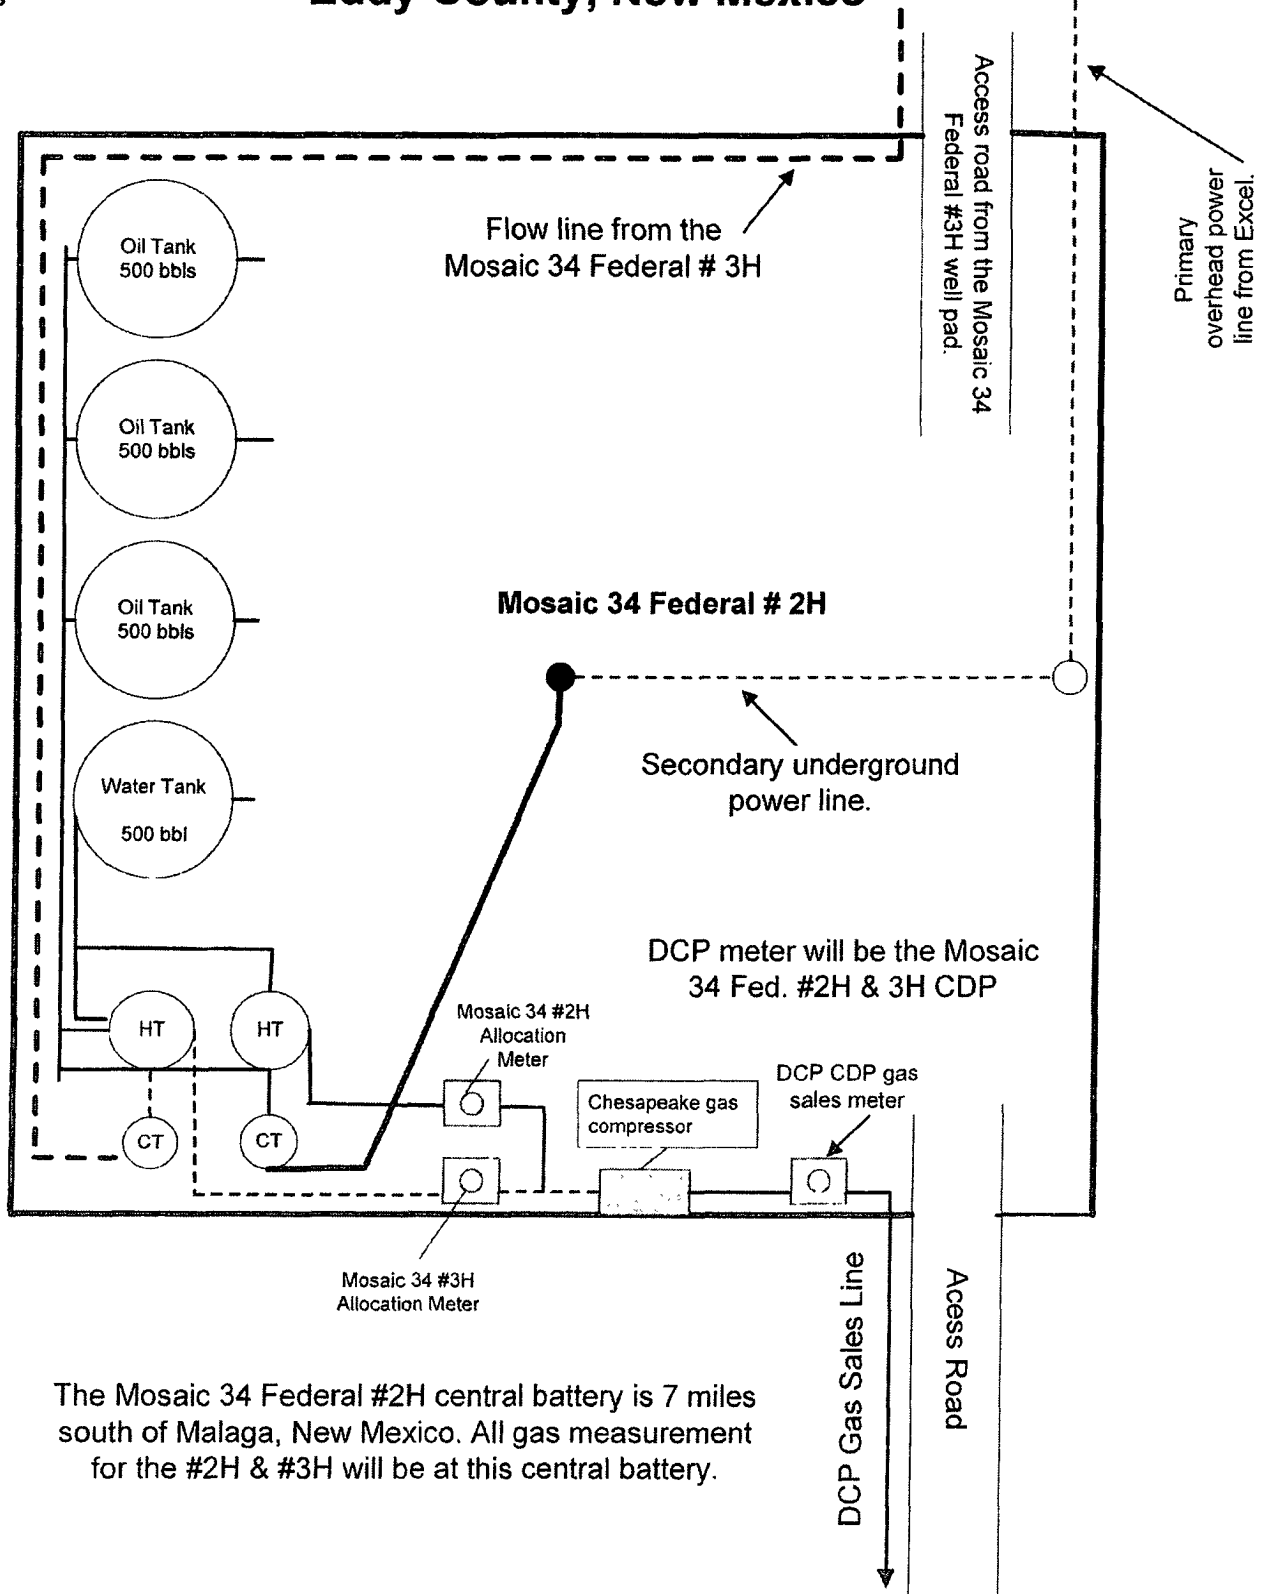 Eddy County, New Mexico
Access road from the Mosaic 34
Federal #3H well pad.
Primary
overhead power
line from Excel.
Flow line from the
Mosaic 34 Federal # 3H
Oil Tank
500 bbls
Oil Tank
500 bbls
Oil Tank
500 bbls
Water Tank
500 bbl
Mosaic 34 Federal # 2H
Secondary underground
power line.
DCP meter will be the Mosaic
34 Fed. #2H & 3H CDP
HT
HT
CT
CT
Mosaic 34 #2H
Allocation
Meter
Chesapeake gas
compressor
DCP CDP gas
sales meter
Mosaic 34 #3H
Allocation Meter
DCP Gas Sales Line
Acess Road
The Mosaic 34 Federal #2H central battery is 7 miles
south of Malaga, New Mexico. All gas measurement
for the #2H & #3H will be at this central battery.